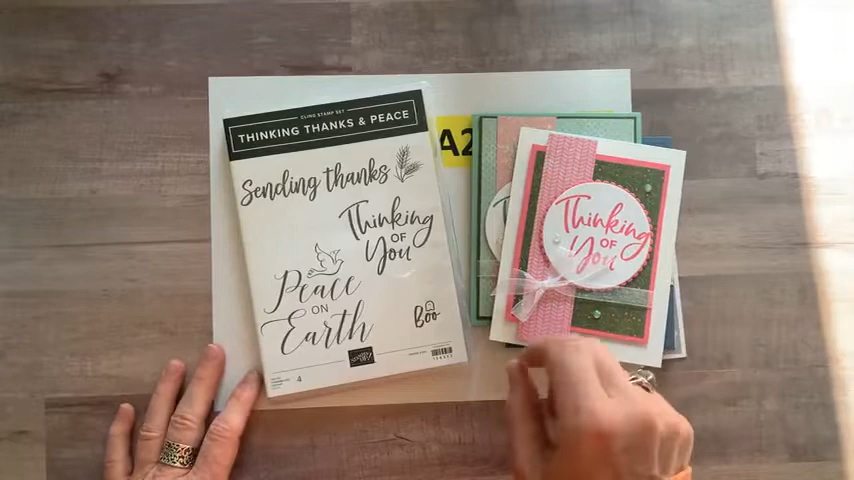 CLING STAMP SET
THINKING THANKS & PEACE
Sending thanks
Thinking
OF
You
Peace
ON
Earth
Boo
4
A2
Thinking
OF
You